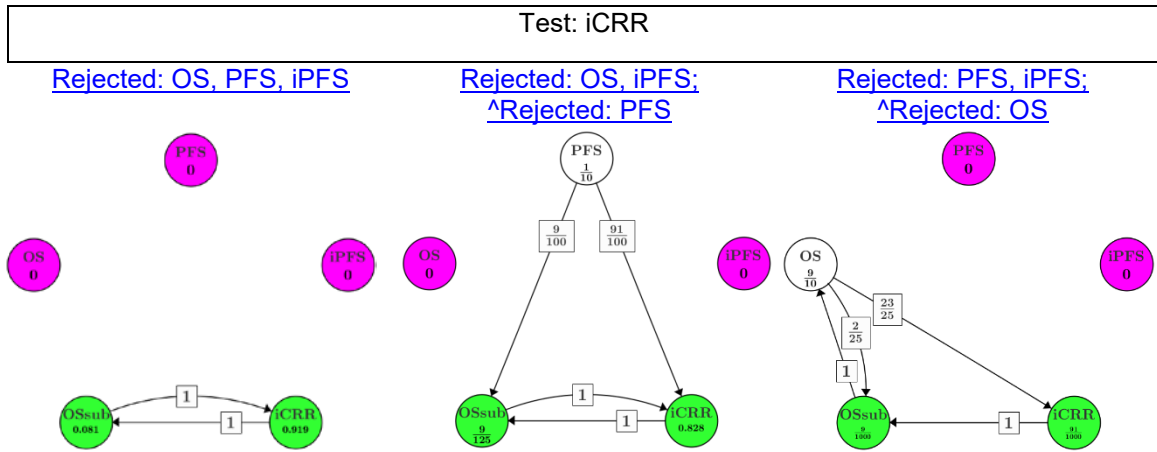 Test: iCRR
Rejected: OS, PFS, iPFS
Rejected: OS, iPFS;
^Rejected: PFS
Rejected: PFS, iPFS;
^Rejected: OS
PFS
0
OS
0
iPFS
0
1
1
OSsub
0.081
iCRR
0.919
PFS
1/10
9/100
91/100
OS
0
iPFS
0
1
1
OSsub
9/125
iCRR
0.828
PFS
0
OS
9/10
iPFS
0
23/25
2/25
1
1
OSsub
9/1000
iCRR
91/1000